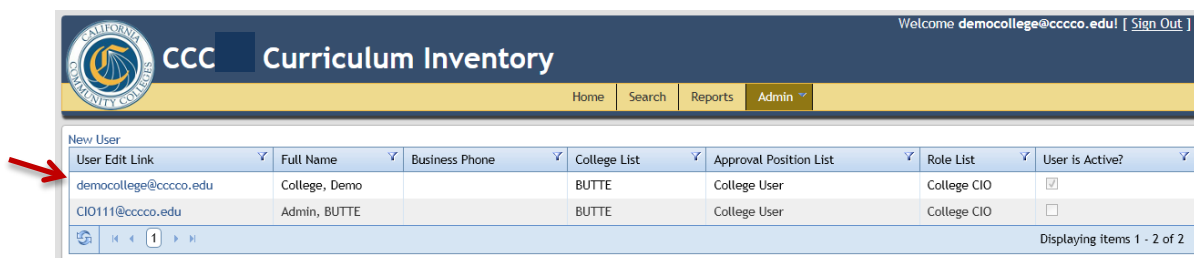 Welcome democollege@cccco.edu! [ Sign Out ]
CALIFORNIA COMMUNITY COLLEGES
CCC Curriculum Inventory
Home Search Reports Admin
New User
User Edit Link Full Name Business Phone College List Approval Position List Role List User is Active?
democollege@cccco.edu College, Demo BUTTE College User College CIO
CIO111@cccco.edu Admin, BUTTE BUTTE College User College CIO
1 Displaying items 1 - 2 of 2